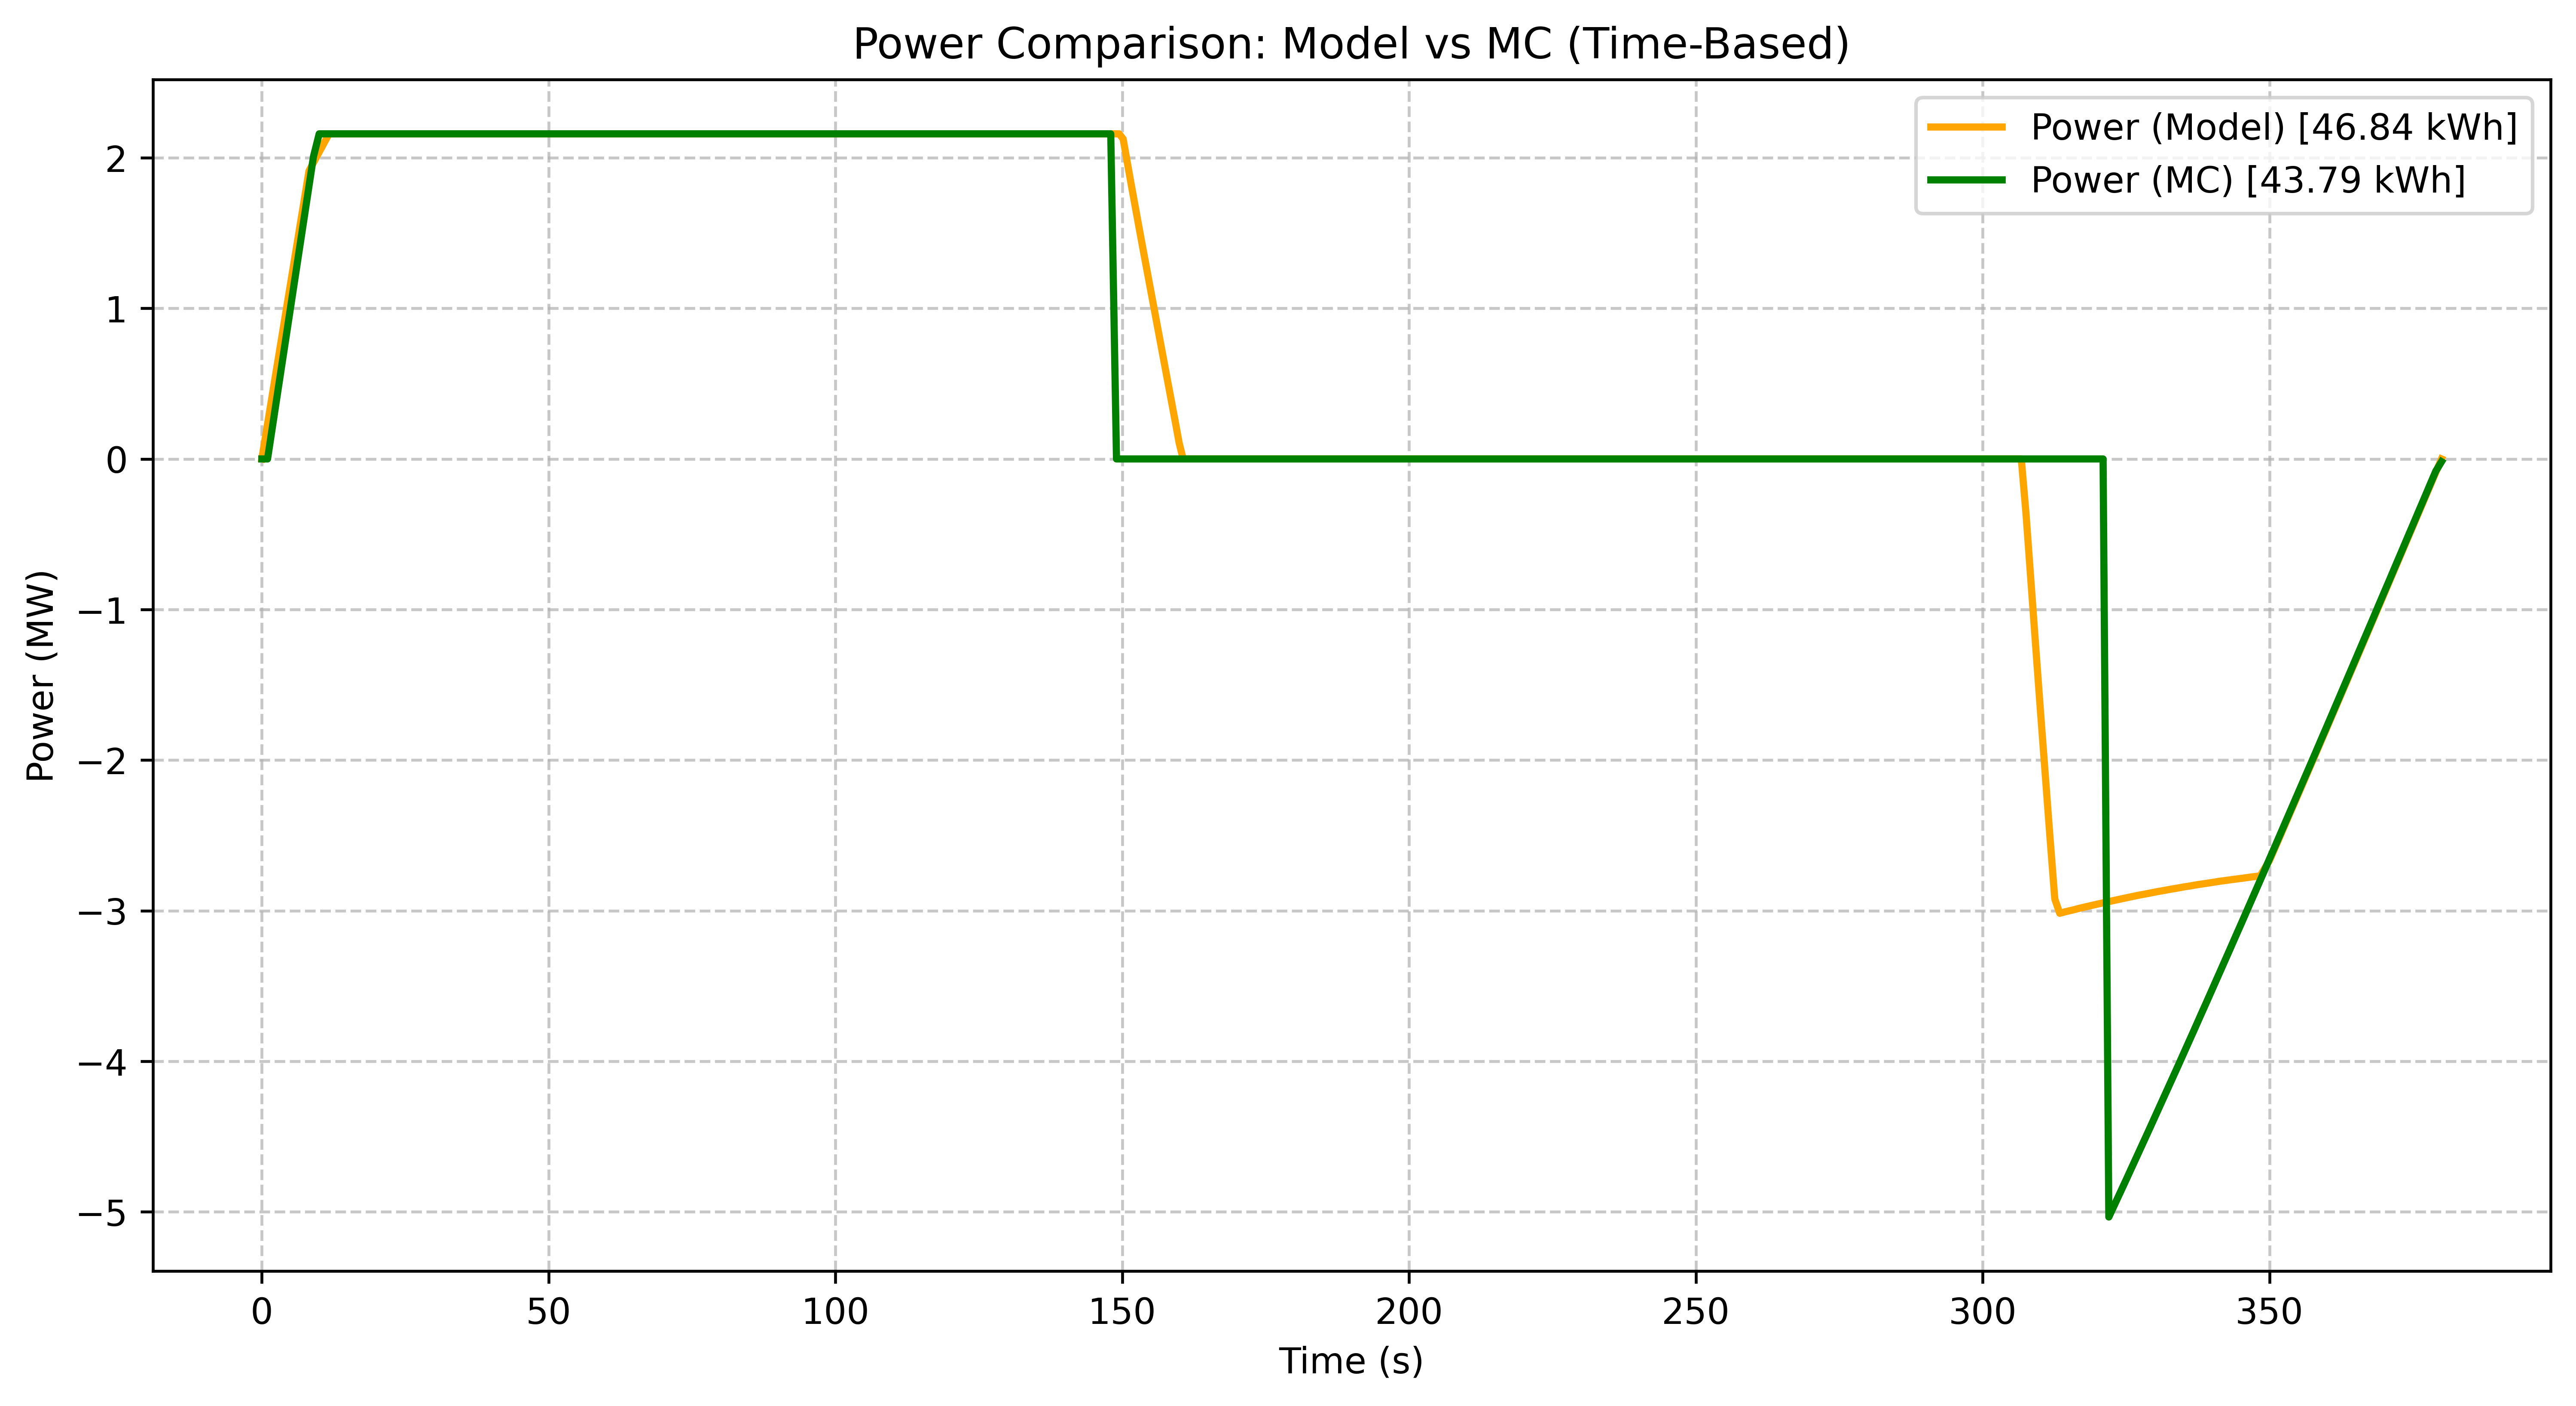 Power Comparison: Model vs MC (Time-Based)
Power (Model) [46.84 kWh]
Power (MC) [43.79 kWh]
Power (MW)
2
1
0
−1
−2
−3
−4
−5
0 50 100 150 200 250 300 350
Time (s)